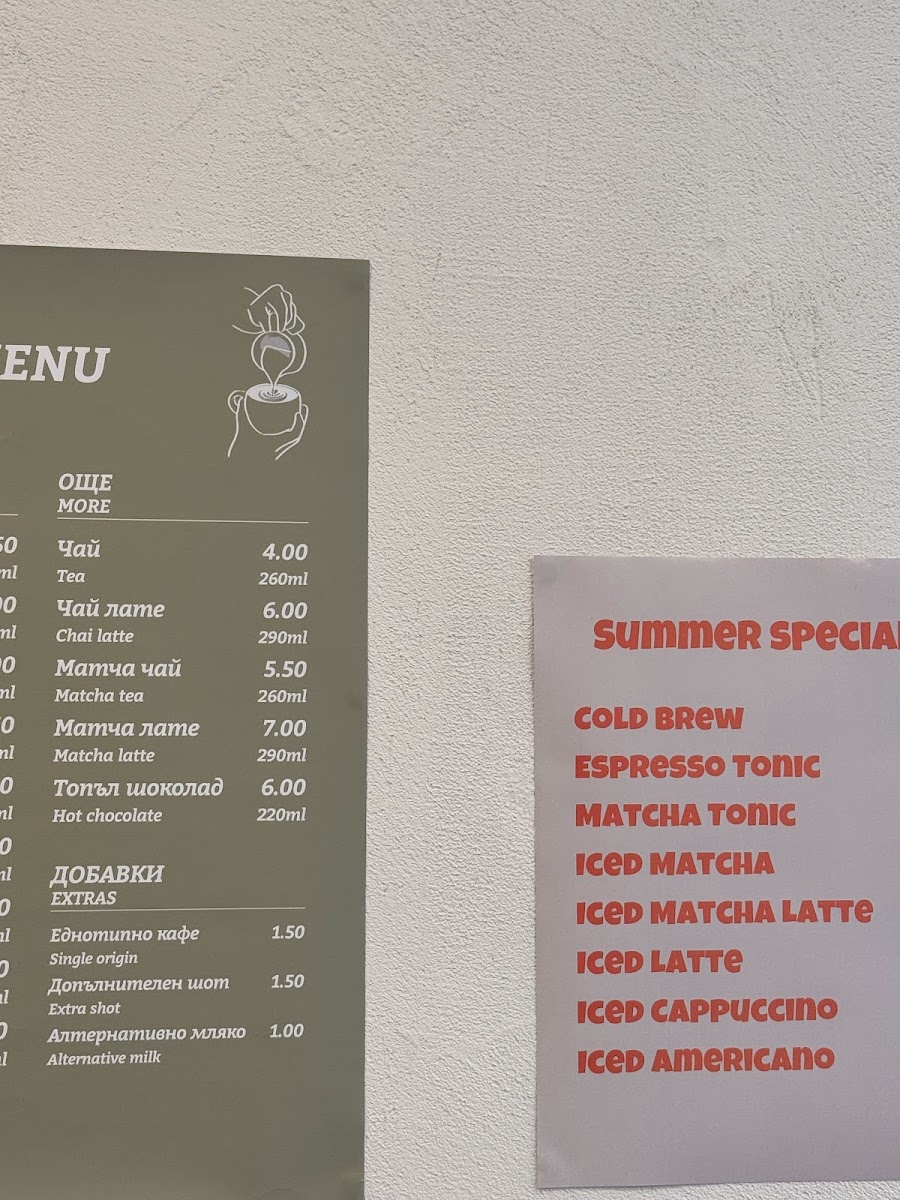 MENU
ОЩЕ
MORE
Чай 4.00
Tea 260ml
Чай лате 6.00
Chai latte 290ml
Матча чай 5.50
Matcha tea 260ml
Матча лате 7.00
Matcha latte 290ml
Топъл шоколад 6.00
Hot chocolate 220ml
ДОБАВКИ
EXTRAS
Еднотипно кафе 1.50
Single origin
Допълнителен шот 1.50
Extra shot
Алтернативно мляко 1.00
Alternative milk
SUMMER SPECIAL
COLD BREW
ESPRESSO TONIC
MATCHA TONIC
ICED MATCHA
ICED MATCHA LATTE
ICED LATTE
ICED CAPPUCCINO
ICED AMERICANO